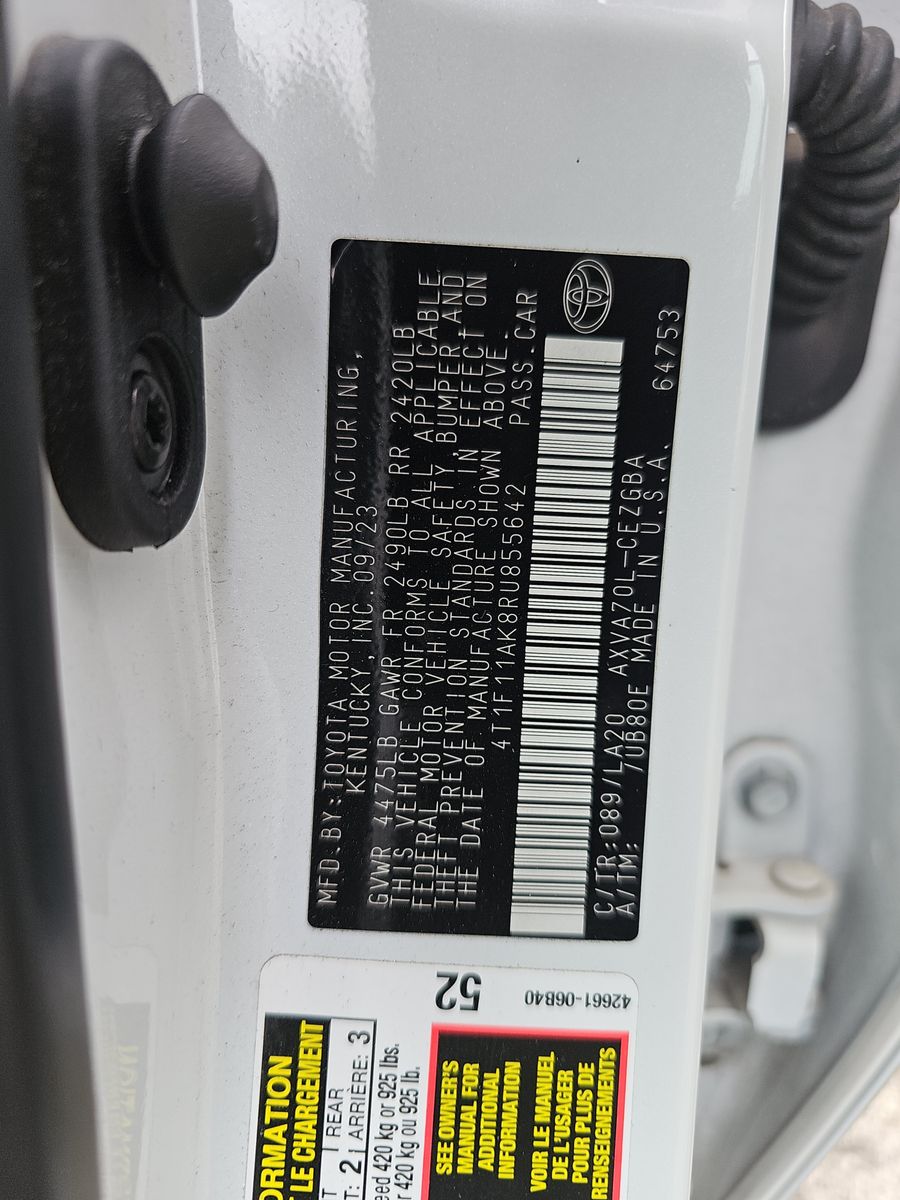 MFD.BY:TOYOTA MOTOR MANUFACTURING,
KENTUCKY,INC.09/23
GVWR 4475LB GAWR FR 2490LB RR 2420LB
THIS VEHICLE CONFORMS TO ALL APPLICABLE
FEDERAL MOTOR VEHICLE SAFETY,BUMPER AND
THEFT PREVENTION STANDARDS IN EFFECT ON
THE DATE OF MANUFACTURE SHOWN ABOVE.
4T1F11AK8RU855642 PASS.CAR
C/TR:089/LA20 AXVA70L-CEZGBA
A/TM: /UB80E MADE IN U.S.A. 64753
ORMATION
LE CHARGEMENT
REAR
2 ARRIÈRE: 3
420 kg or 925 lbs.
420 kg ou 925 lb.
52
42661-06B40
SEE OWNER'S
MANUAL FOR
ADDITIONAL
INFORMATION
VOIR LE MANUEL
DE L'USAGER
POUR PLUS DE
RENSEIGNEMENTS